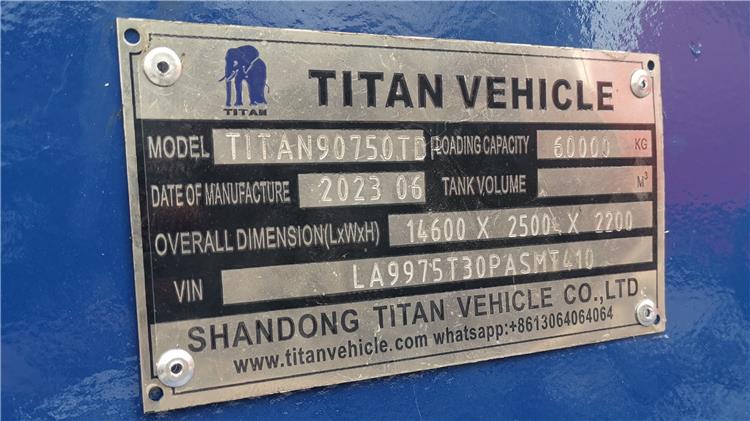 TITAN
TITAN VEHICLE
MODEL TITAN90750TDP LOADING CAPACITY 60000 KG
DATE OF MANUFACTURE 2023 06 TANK VOLUME M³
OVERALL DIMENSION(LxWxH) 14600 X 2500 X 2200
VIN LA9975T30PASMT410
SHANDONG TITAN VEHICLE CO.,LTD
www.titanvehicle.com whatsapp:+8613064064064